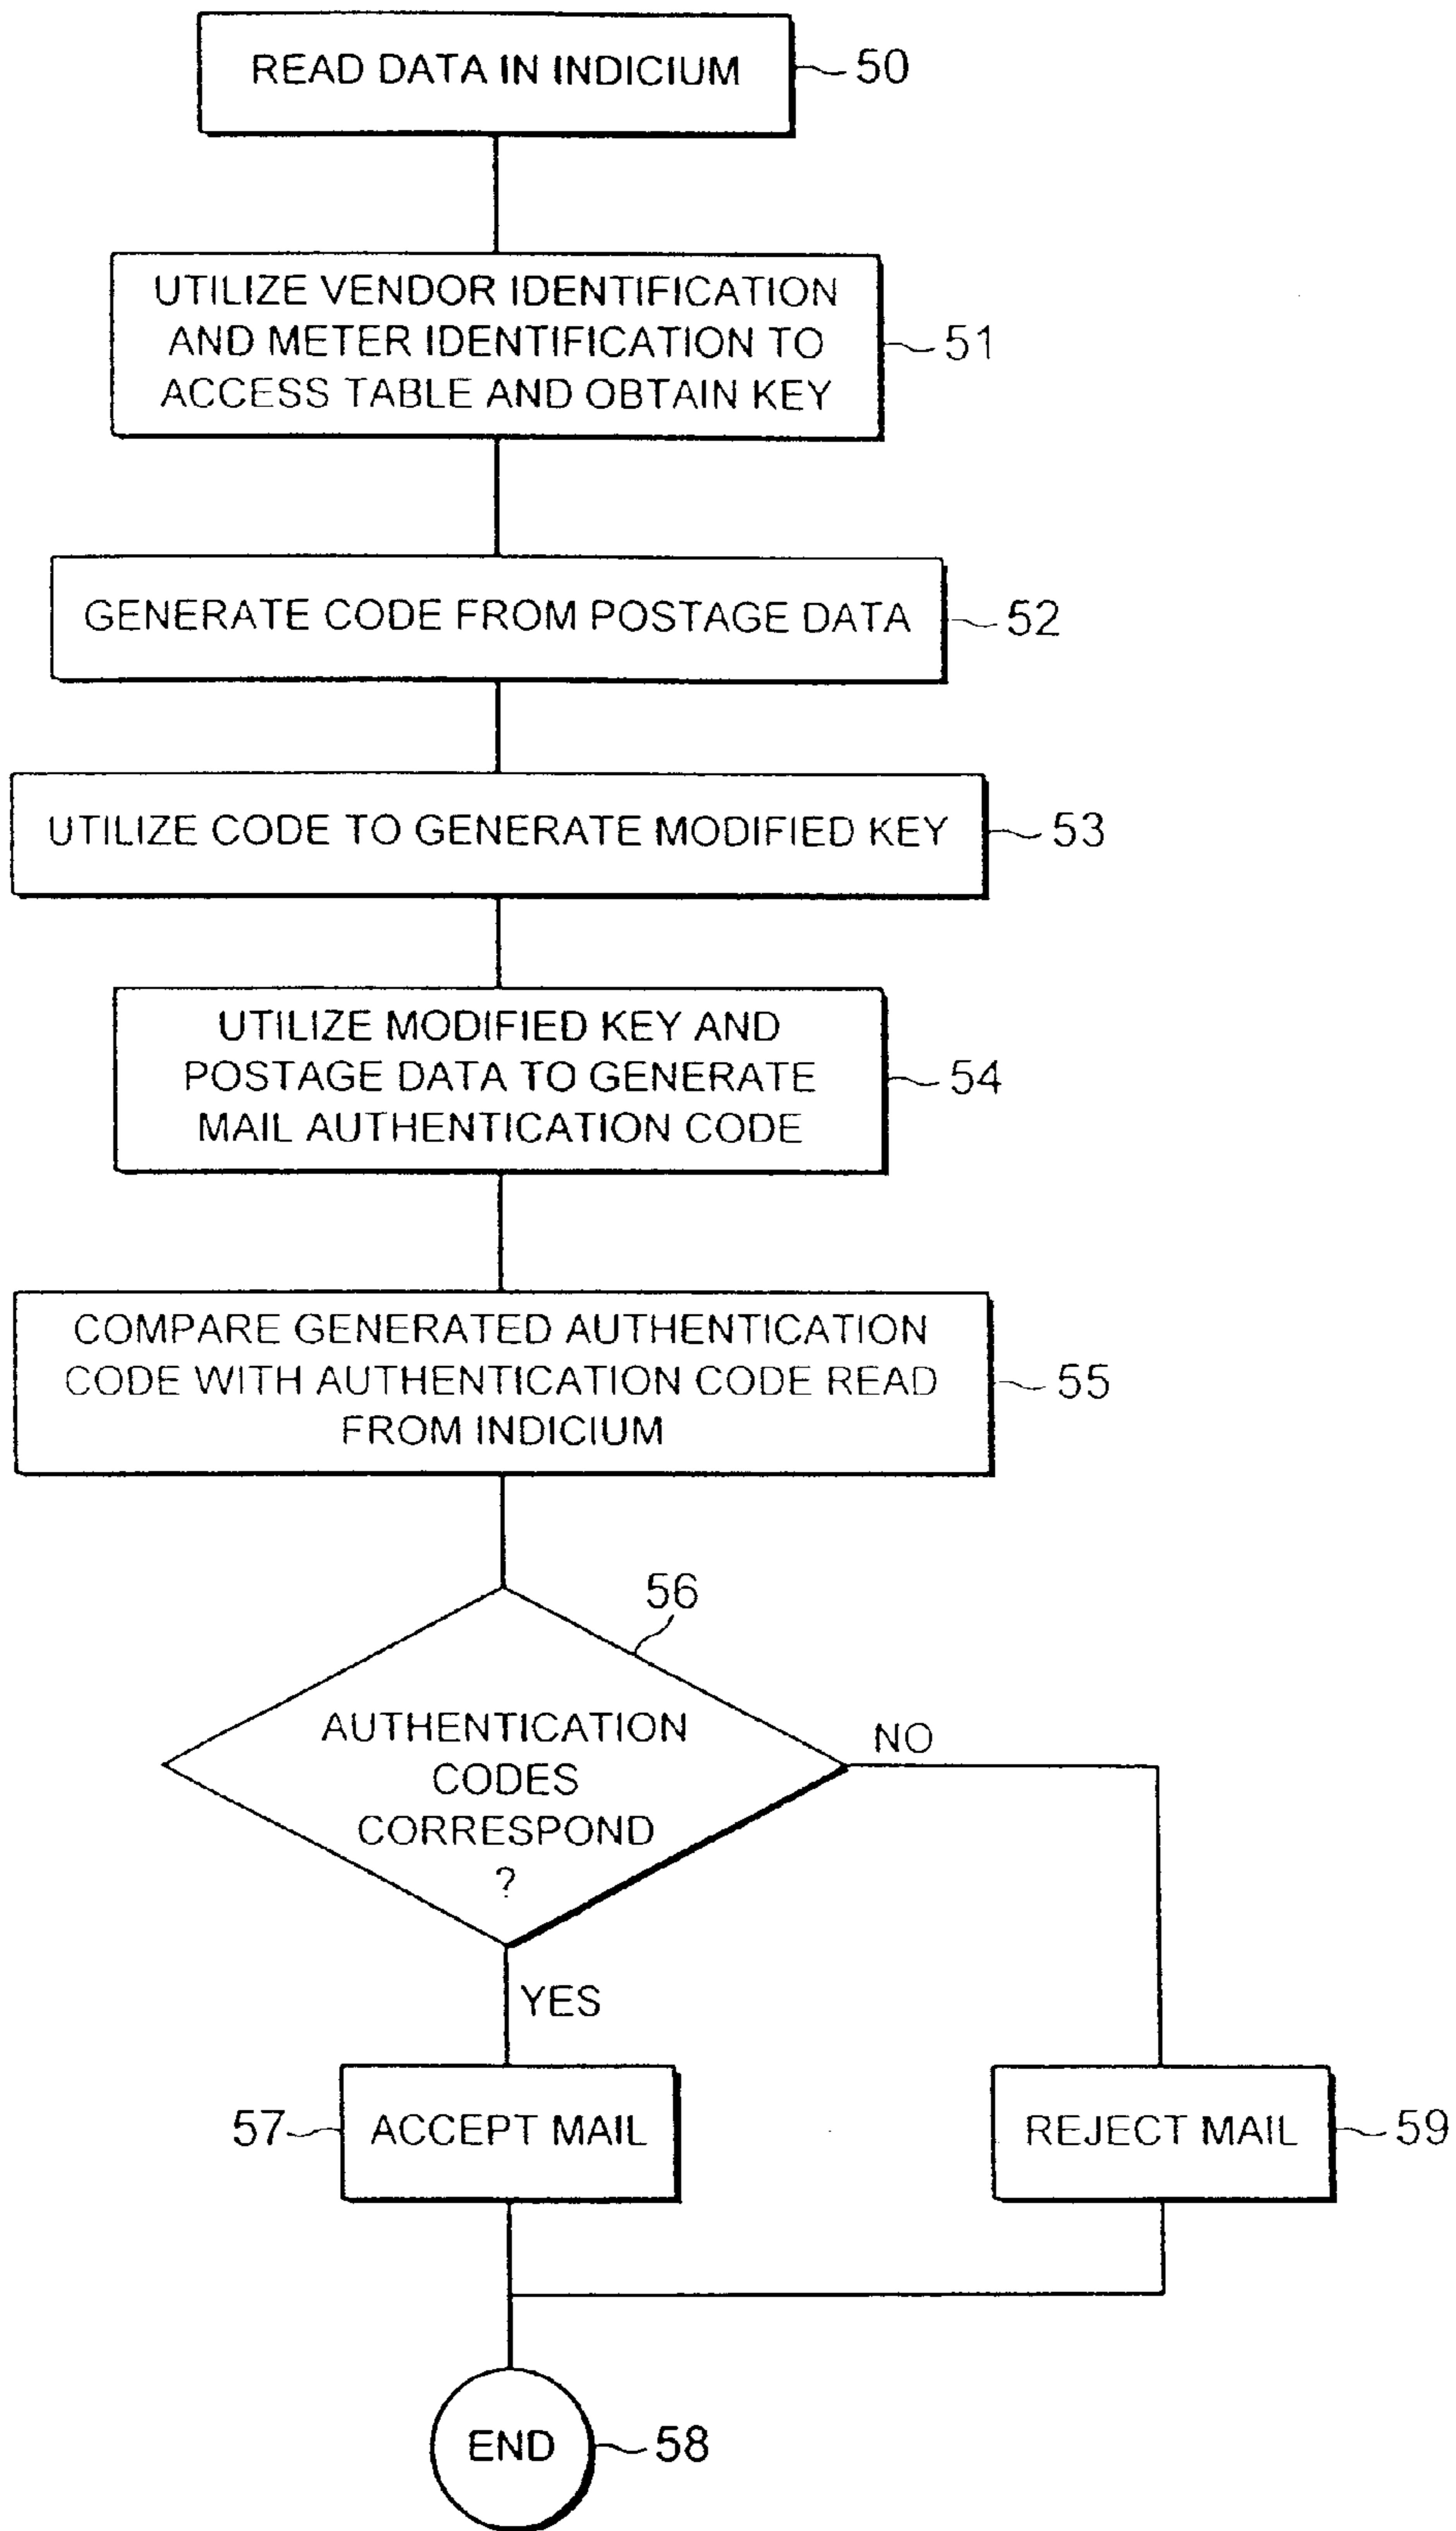 READ DATA IN INDICIUM
50
UTILIZE VENDOR IDENTIFICATION
AND METER IDENTIFICATION TO
ACCESS TABLE AND OBTAIN KEY
51
GENERATE CODE FROM POSTAGE DATA
52
UTILIZE CODE TO GENERATE MODIFIED KEY
53
UTILIZE MODIFIED KEY AND
POSTAGE DATA TO GENERATE
MAIL AUTHENTICATION CODE
54
COMPARE GENERATED AUTHENTICATION
CODE WITH AUTHENTICATION CODE READ
FROM INDICIUM
55
56
AUTHENTICATION
CODES
CORRESPOND
?
NO
YES
57
ACCEPT MAIL
REJECT MAIL
59
END
58